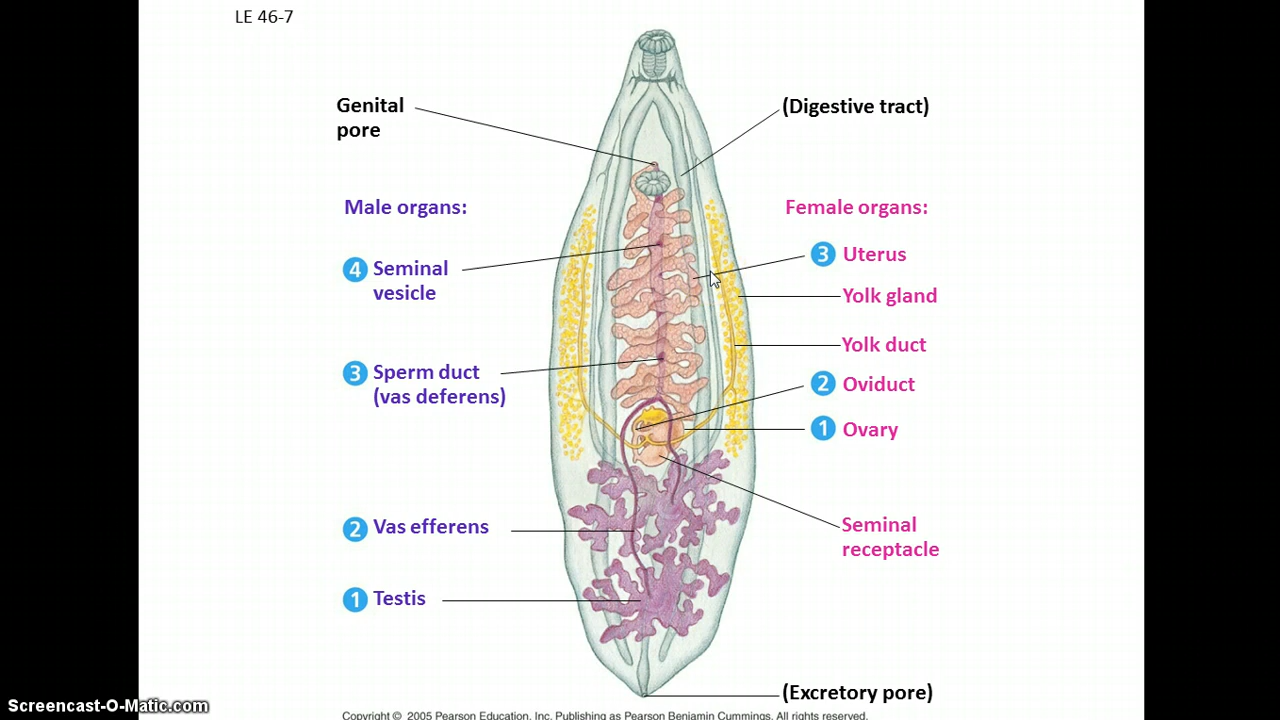 LE 46-7
Genital
pore
(Digestive tract)
Male organs:
Female organs:
4 Seminal
vesicle
3 Uterus
Yolk gland
Yolk duct
3 Sperm duct
(vas deferens)
2 Oviduct
1 Ovary
2 Vas efferens
Seminal
receptacle
1 Testis
(Excretory pore)
Screencast-O-Matic.com
Copyright © 2005 Pearson Education, Inc. Publishing as Pearson Benjamin Cummings. All rights reserved.